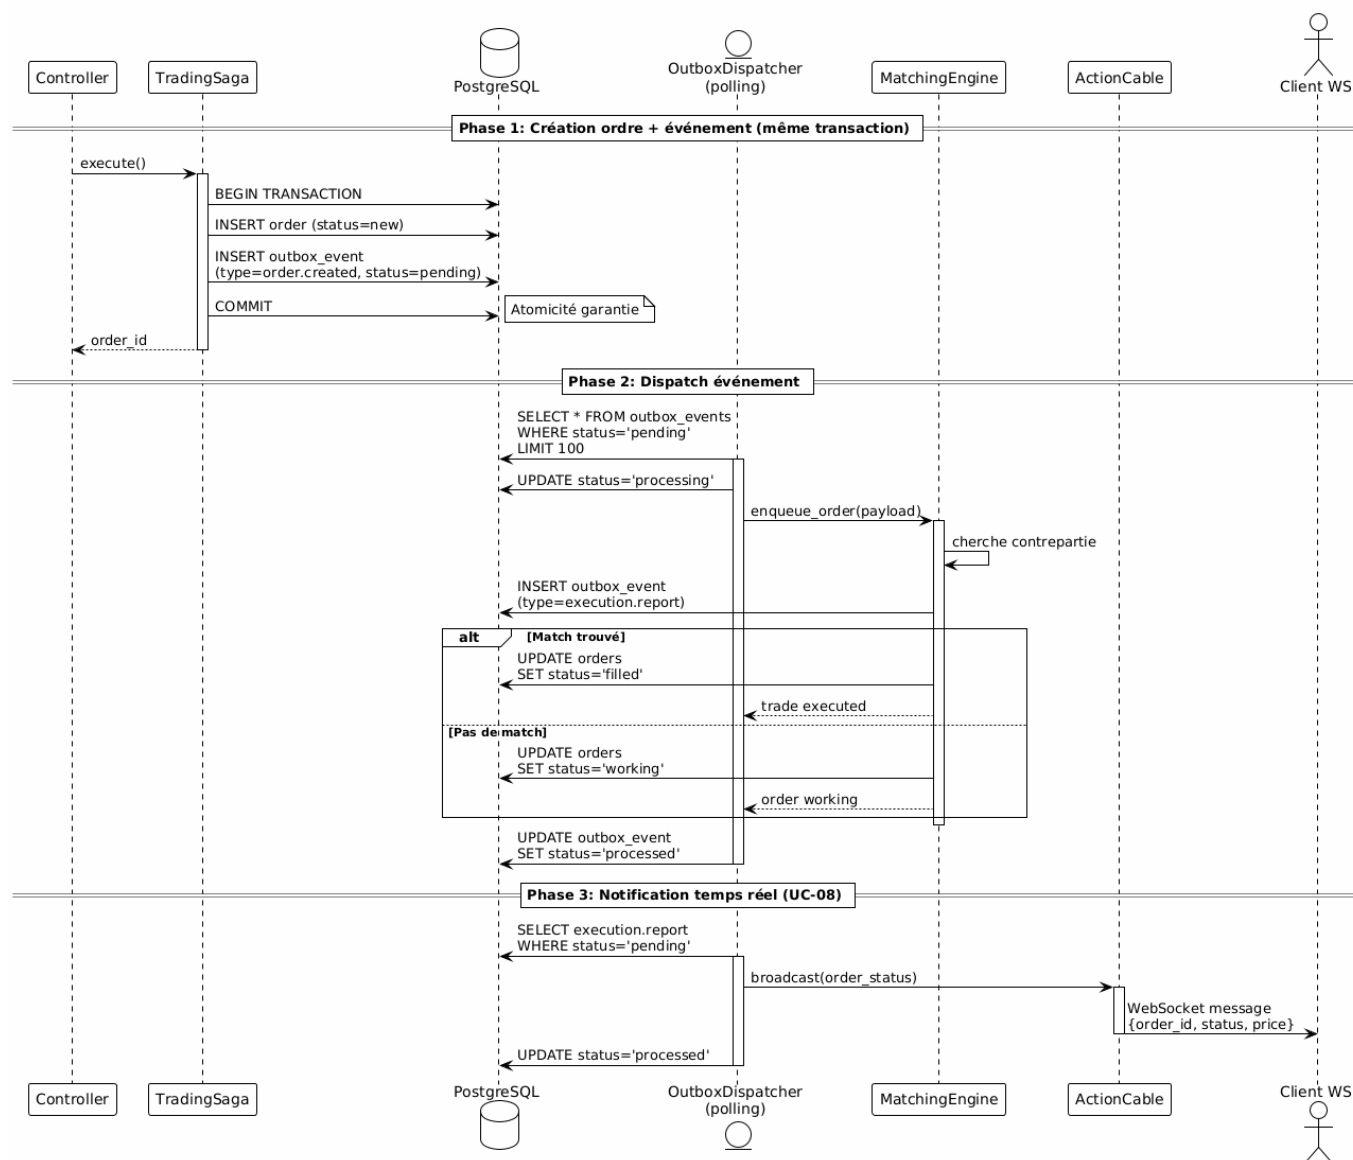 Controller
TradingSaga
PostgreSQL
OutboxDispatcher
(polling)
MatchingEngine
ActionCable
Client WS
Phase 1: Création ordre + événement (même transaction)
execute()
BEGIN TRANSACTION
INSERT order (status=new)
INSERT outbox_event
(type=order.created, status=pending)
COMMIT
Atomicité garantie
order_id
Phase 2: Dispatch événement
SELECT * FROM outbox_events
WHERE status='pending'
LIMIT 100
UPDATE status='processing'
enqueue_order(payload)
cherche contrepartie
INSERT outbox_event
(type=execution.report)
alt
[Match trouvé]
UPDATE orders
SET status='filled'
trade executed
[Pas de match]
UPDATE orders
SET status='working'
order working
UPDATE outbox_event
SET status='processed'
Phase 3: Notification temps réel (UC-08)
SELECT execution.report
WHERE status='pending'
broadcast(order_status)
WebSocket message
{order_id, status, price}
UPDATE status='processed'
Controller
TradingSaga
PostgreSQL
OutboxDispatcher
(polling)
MatchingEngine
ActionCable
Client WS